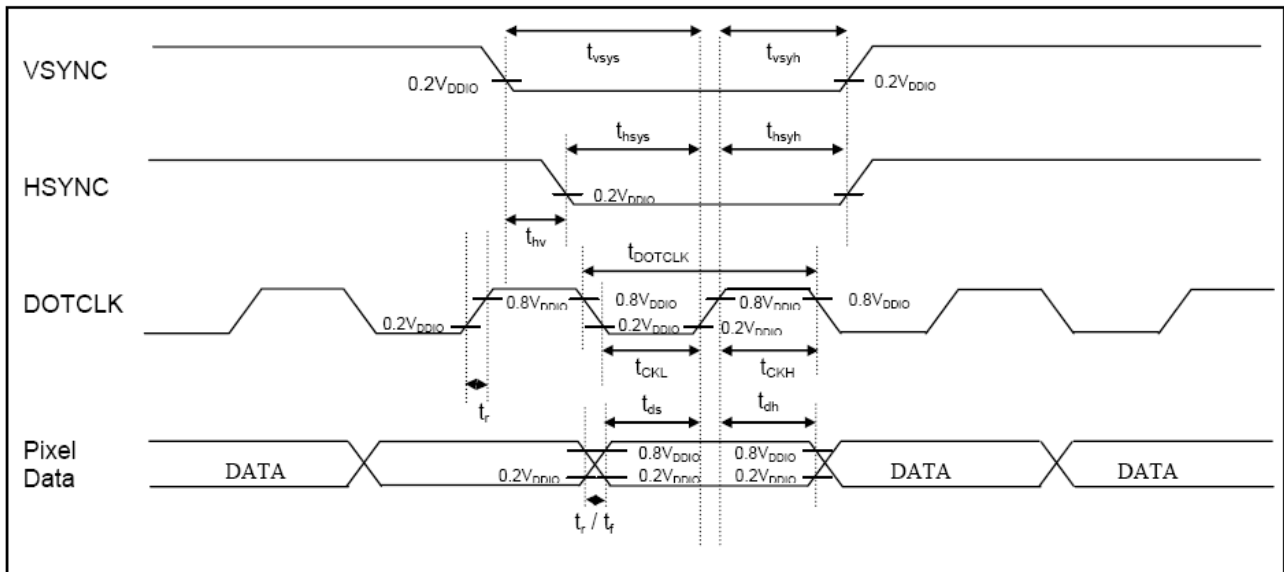 t_vsys t_vsyh
VSYNC
0.2V_DDIO 0.2V_DDIO
t_hsys t_hsyh
HSYNC
0.2V_DDIO
t_hv
t_DOTCLK
DOTCLK
0.8V_DDIO 0.8V_DDIO 0.8V_DDIO 0.8V_DDIO
0.2V_DDIO 0.2V_DDIO 0.2V_DDIO
t_CKL t_CKH
t_r
t_ds t_dh
Pixel
Data
0.8V_DDIO 0.8V_DDIO
DATA DATA DATA
0.2V_DDIO 0.2V_DDIO 0.2V_DDIO
t_r / t_f